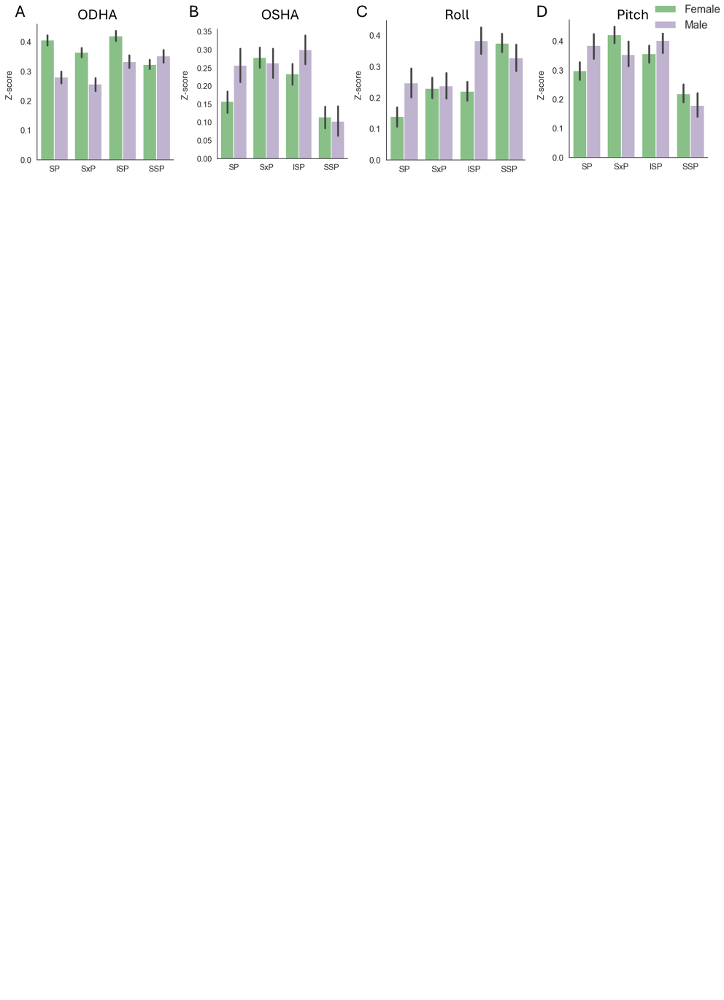 A
ODHA
Z-score
0.4
0.3
0.2
0.1
0.0
SP
SxP
ISP
SSP
B
OSHA
Z-score
0.35
0.30
0.25
0.20
0.15
0.10
0.05
0.00
SP
SxP
ISP
SSP
C
Roll
Z-score
0.4
0.3
0.2
0.1
0.0
SP
SxP
ISP
SSP
D
Pitch
Female
Male
Z-score
0.4
0.3
0.2
0.1
0.0
SP
SxP
ISP
SSP